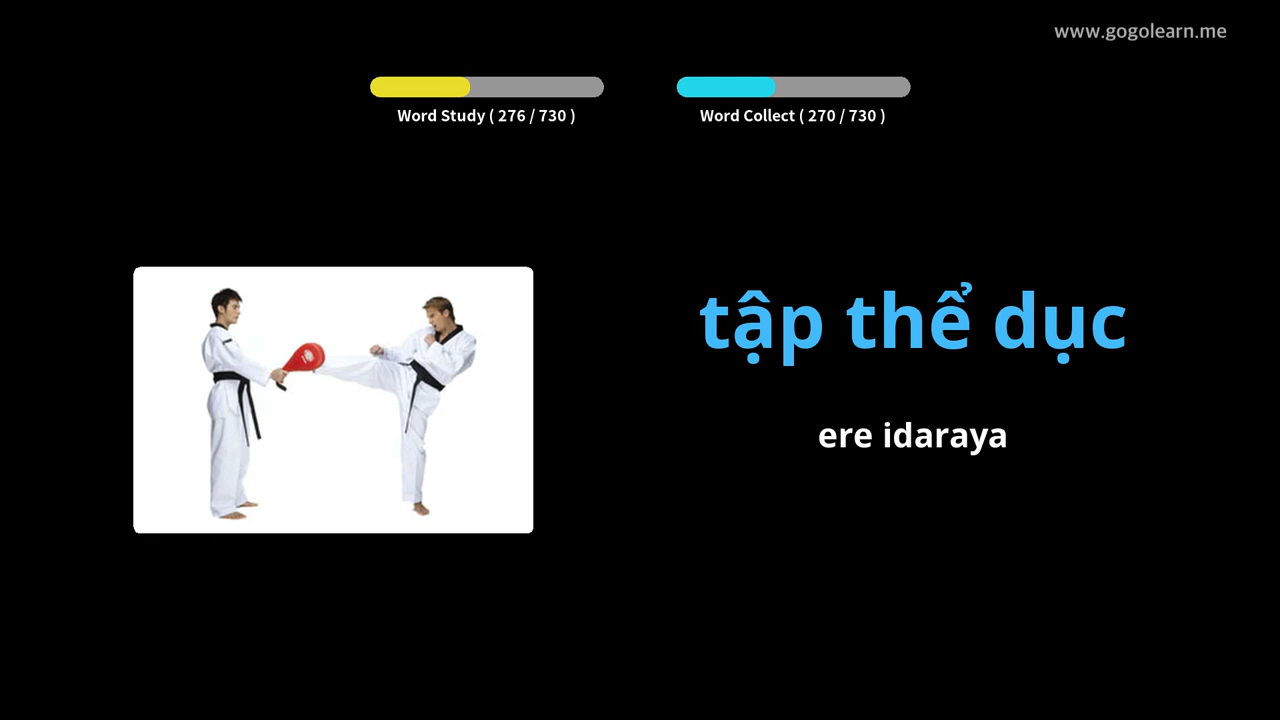 www.gogolearn.me
Word Study ( 276 / 730 )
Word Collect ( 270 / 730 )
tập thể dục
ere idaraya